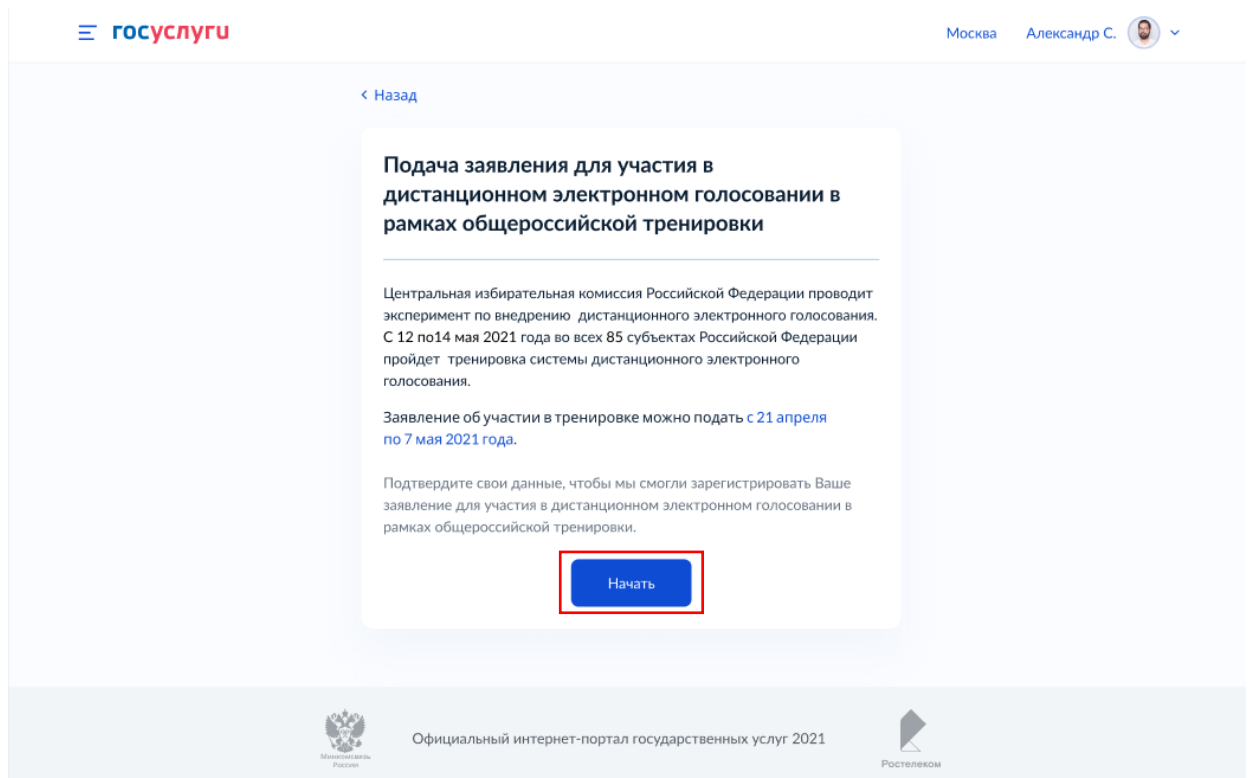 госуслуги
Москва Александр С.
Назад
Подача заявления для участия в
дистанционном электронном голосовании в
рамках общероссийской тренировки
Центральная избирательная комиссия Российской Федерации проводит
эксперимент по внедрению дистанционного электронного голосования.
С 12 по14 мая 2021 года во всех 85 субъектах Российской Федерации
пройдет тренировка системы дистанционного электронного
голосования.
Заявление об участии в тренировке можно подать с 21 апреля
по 7 мая 2021 года.
Подтвердите свои данные, чтобы мы смогли зарегистрировать Ваше
заявление для участия в дистанционном электронном голосовании в
рамках общероссийской тренировки.
Начать
Минкомсвязь
России
Официальный интернет-портал государственных услуг 2021
Ростелеком